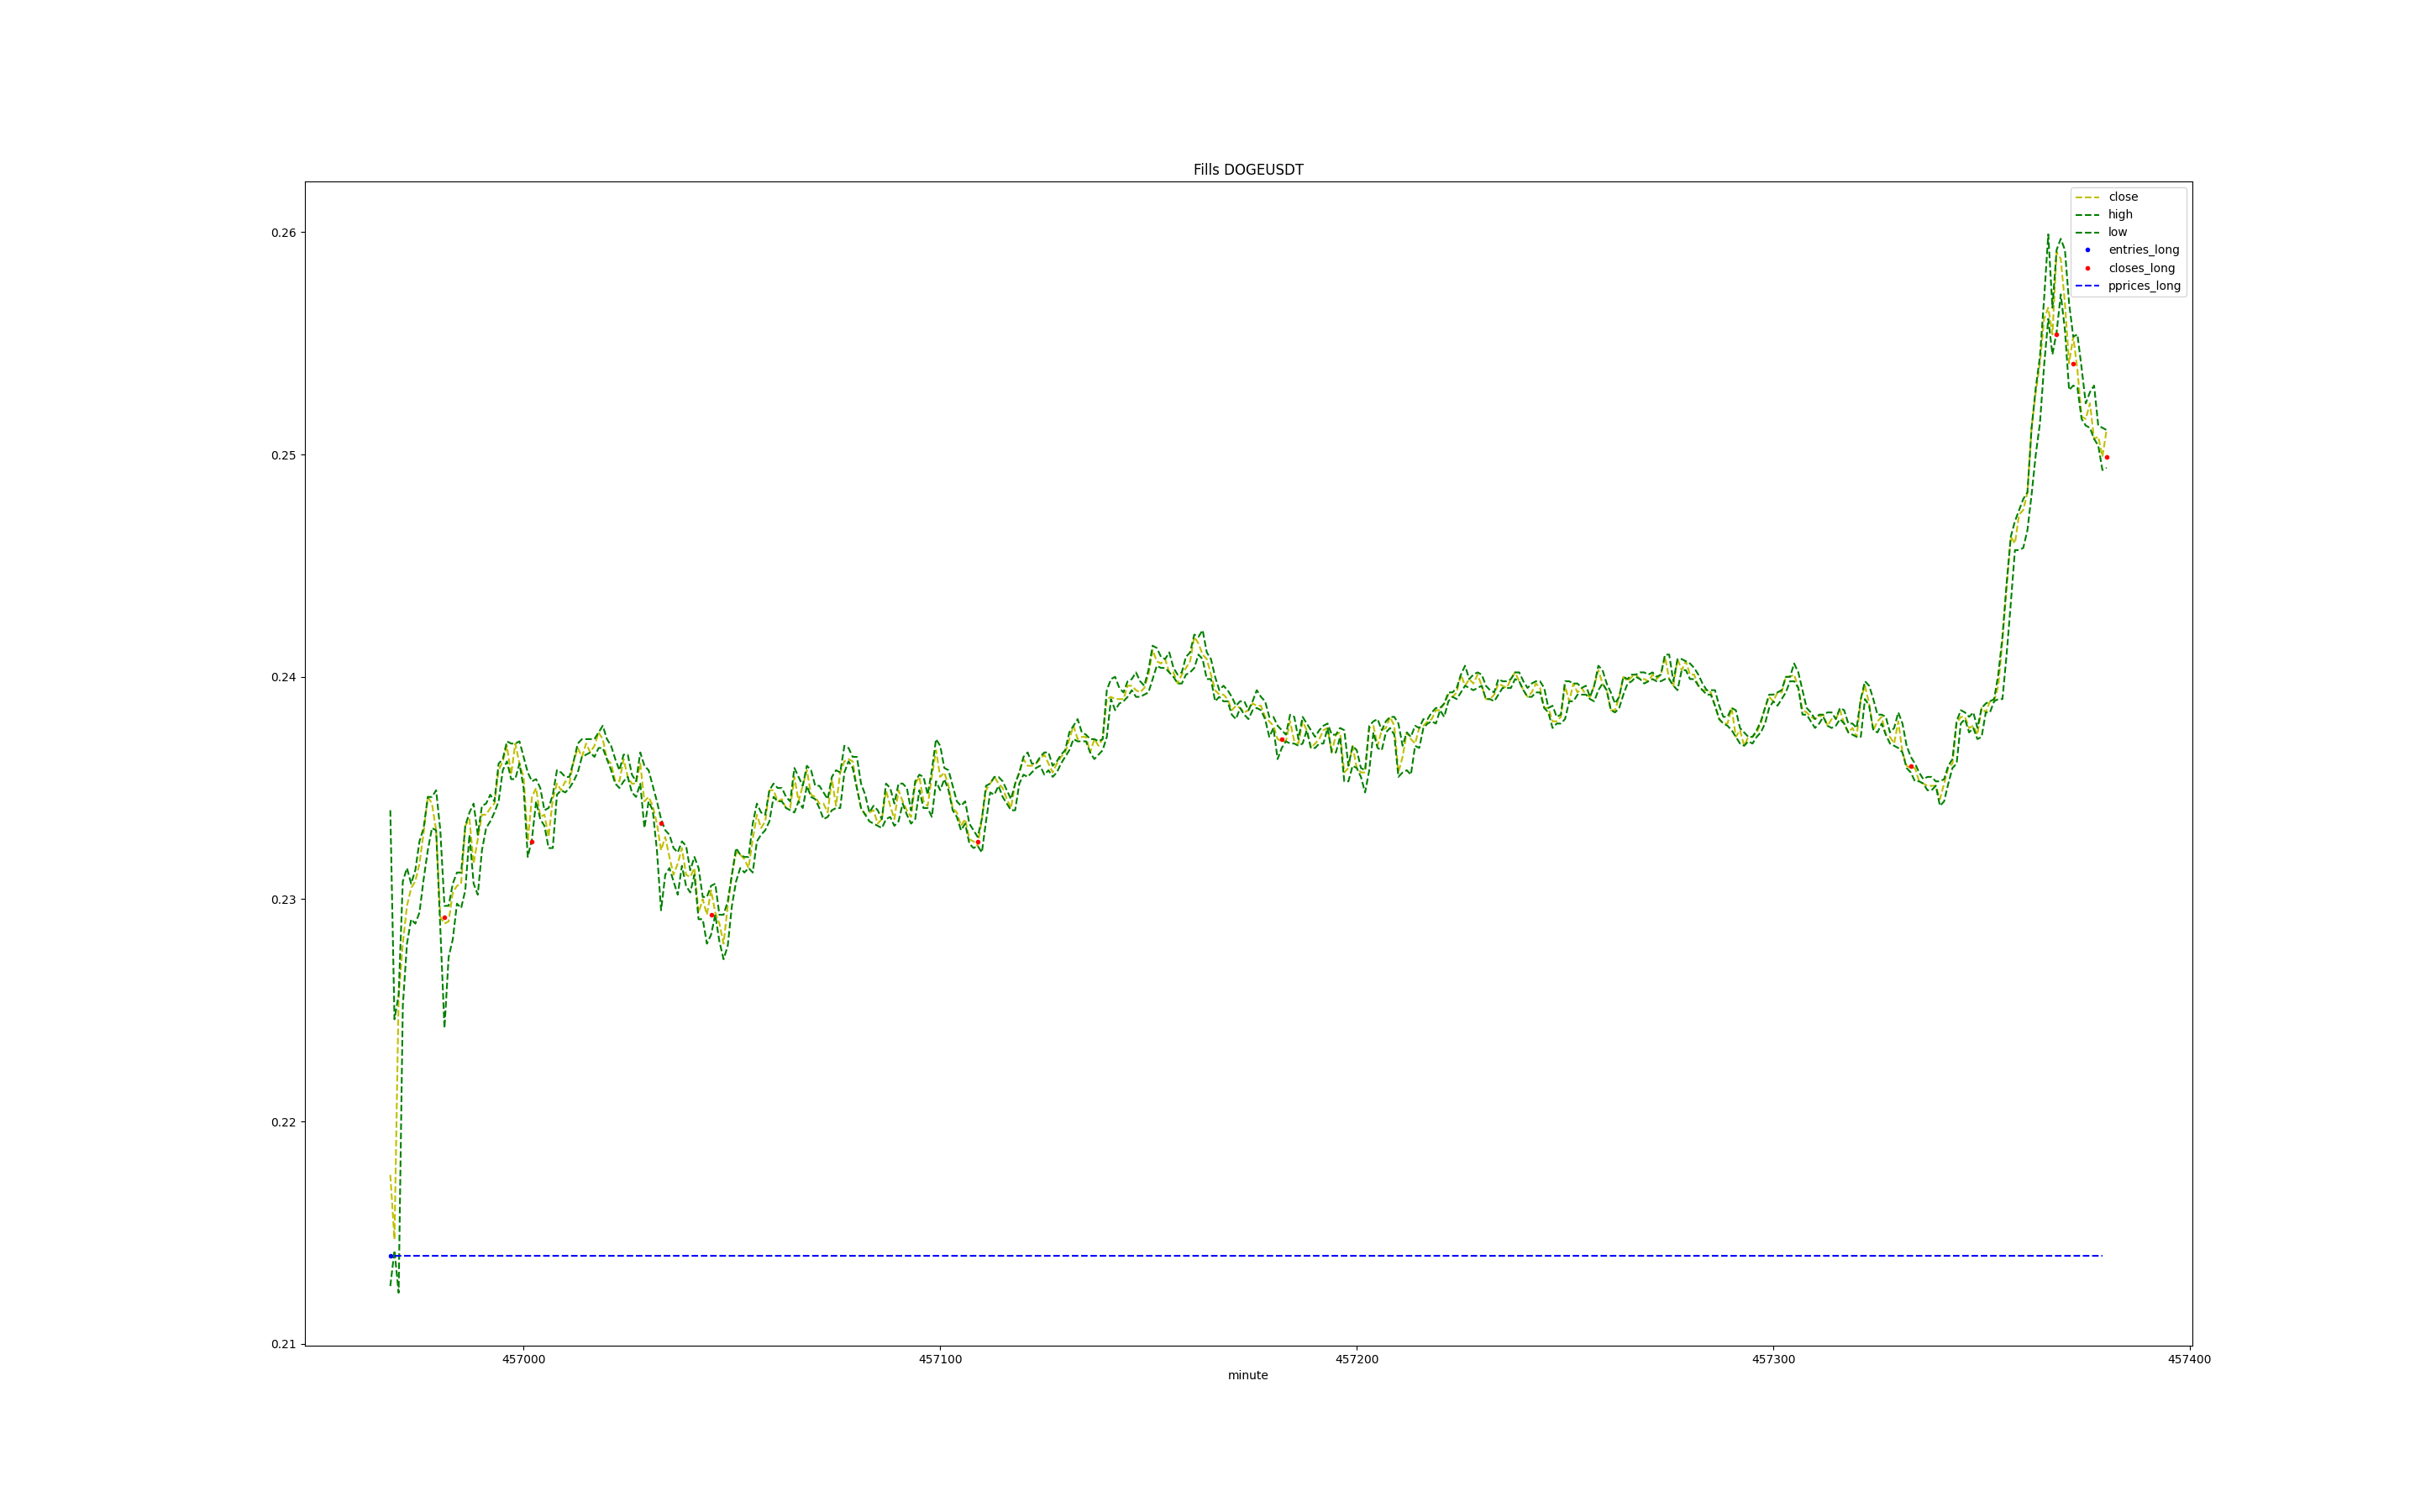 Fills DOGEUSDT
close
high
low
entries_long
closes_long
pprices_long
0.26
0.25
0.24
0.23
0.22
0.21
457000
457100
457200
457300
457400
minute